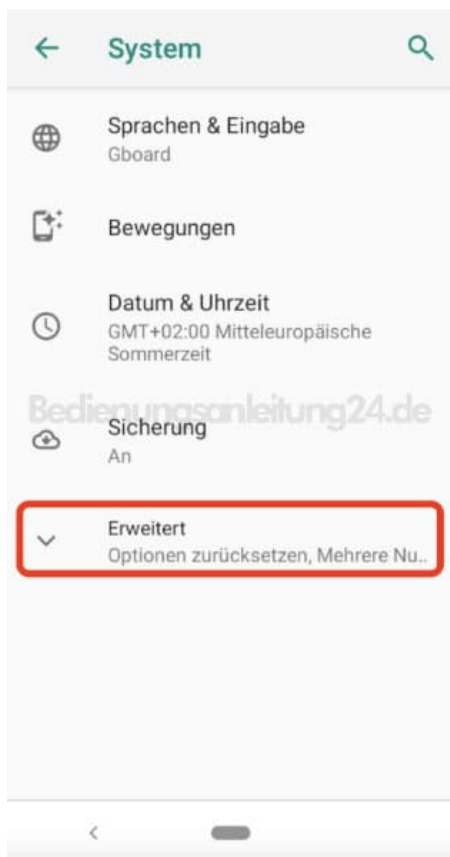 System
Sprachen & Eingabe
Gboard
Bewegungen
Datum & Uhrzeit
GMT+02:00 Mitteleuropäische
Sommerzeit
Bedienungsanleitung24.de
Sicherung
An
Erweitert
Optionen zurücksetzen, Mehrere Nu..